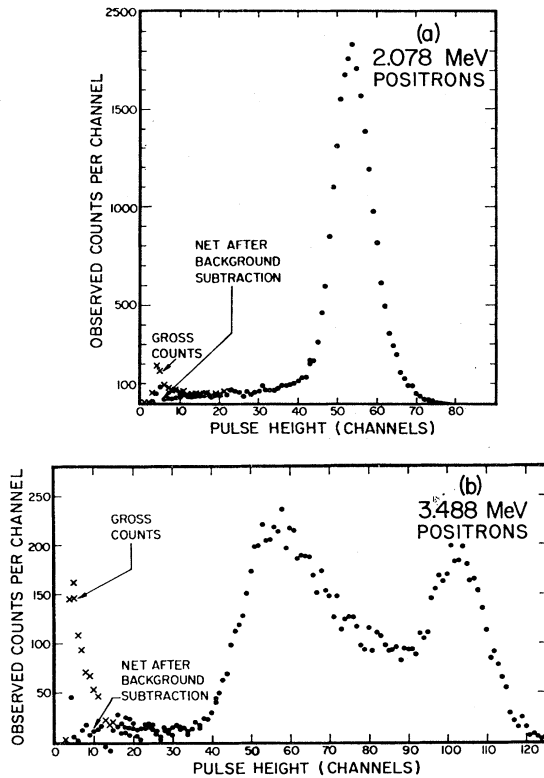 (a)
2.078 MeV
POSITRONS
2500
1500
1000
500
100
OBSERVED COUNTS PER CHANNEL
NET AFTER
BACKGROUND
SUBTRACTION
GROSS
COUNTS
0 10 20 30 40 50 60 70 80
PULSE HEIGHT (CHANNELS)
(b)
3.488 MeV
POSITRONS
250
200
150
100
50
OBSERVED COUNTS PER CHANNEL
GROSS
COUNTS
NET AFTER
BACKGROUND
SUBTRACTION
0 10 20 30 40 50 60 70 80 90 100 110 120
PULSE HEIGHT (CHANNELS)